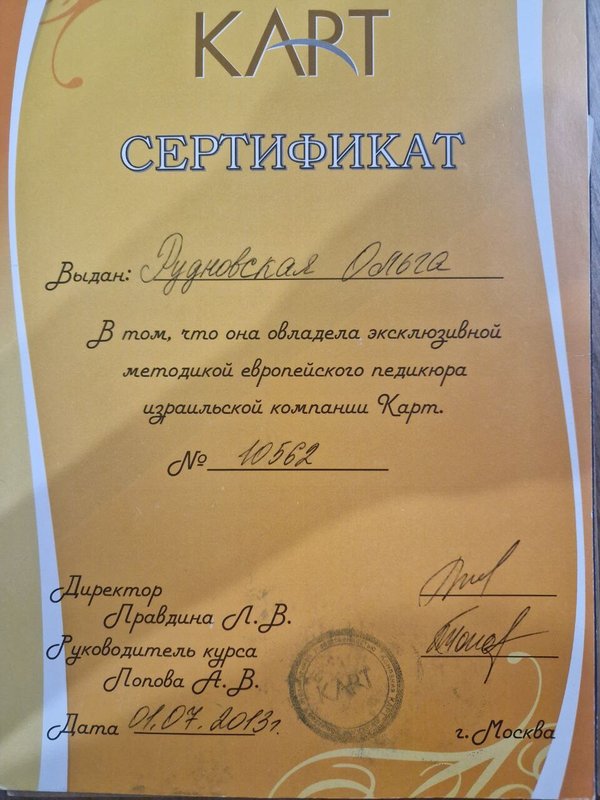 KART
СЕРТИФИКАТ
Выдан: Рудновская Ольга
В том, что она овладела эксклюзивной
методикой европейского педикюра
израильской компании Карт.
№ 10562
Директор
Правдина Л. В.
Руководитель курса
Попова А. В.
KART
Дата 01.07.2013г. г. Москва